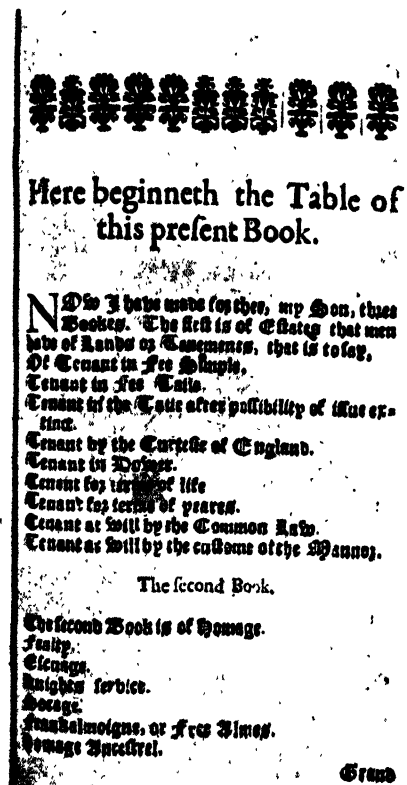 Here beginneth the Table of
this preſent Book.
NOw I have made for thee, my Son, three
Bookes. The firſt is of Eſtates that men
have of Lands or Tenements, that is to ſay,
Of Tenant in Fee Simple.
Tenant in Fee Taile.
Tenant in the Taile after poſſibility of iſſue ex-
tinct.
Tenant by the Curteſie of England.
Tenant in Dower.
Tenant for terme of life
Tenant for terme of yeares.
Tenant at Will by the Common Law.
Tenant at Will by the cuſtome of the Mannor.
The ſecond Book.
The ſecond Book is of Homage.
Fealty.
Eſcuage.
Knights ſervice.
Socage.
Frankalmoigne, or Free Almes.
Homage Anceſtrel.
Grand